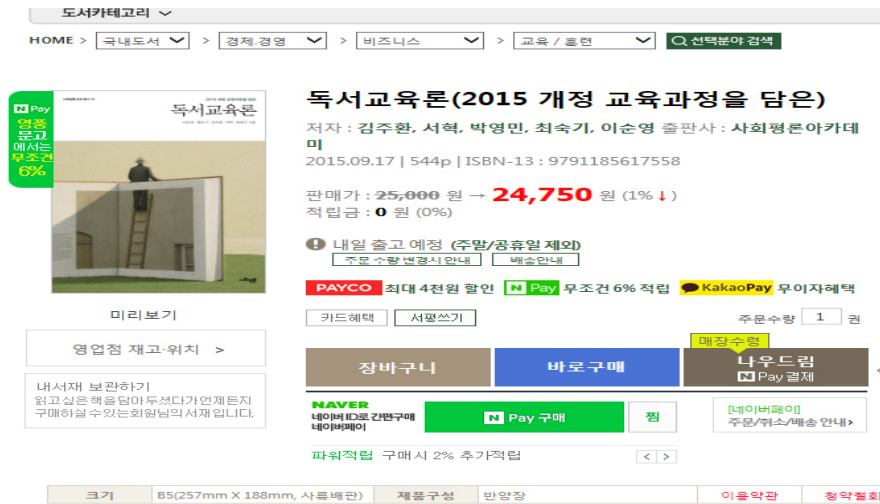 도서카테고리
HOME > 국내도서 > 경제.경영 > 비즈니스 > 교육 / 훈련 선택분야 검색
N Pay
영풍
문고
에서는
무조건
6%
독서교육론
독서교육론(2015 개정 교육과정을 담은)
저자 : 김주환, 서혁, 박영민, 최숙기, 이순영 출판사 : 사회평론아카데
미
2015.09.17 | 544p | ISBN-13 : 9791185617558
판매가 : 25,000 원 → 24,750 원 (1% ↓)
적립금 : 0 원 (0%)
내일 출고 예정 (주말/공휴일 제외)
주문 수량 변경시 안내 배송안내
PAYCO 최대 4천원 할인 N Pay 무조건 6% 적립 KakaoPay 무이자혜택
미리보기
카드혜택 서평쓰기 주문수량 1 권
영업점 재고·위치 >
매장수령
장바구니 바로구매 나우드림
N Pay 결제
내서재 보관하기
읽고싶은 책을 담아 두셨다가 언제든지
구매하실 수 있는 회원님의 서재 입니다.
NAVER
네이버 ID로 간편구매
네이버페이
N Pay 구매 찜
[네이버페이]
주문/취소/배송 안내>
파워적립 구매시 2% 추가적립 < >
크기 B5(257mm X 188mm, 사륙배판) 제품구성 반양장 이용약관 청약철회